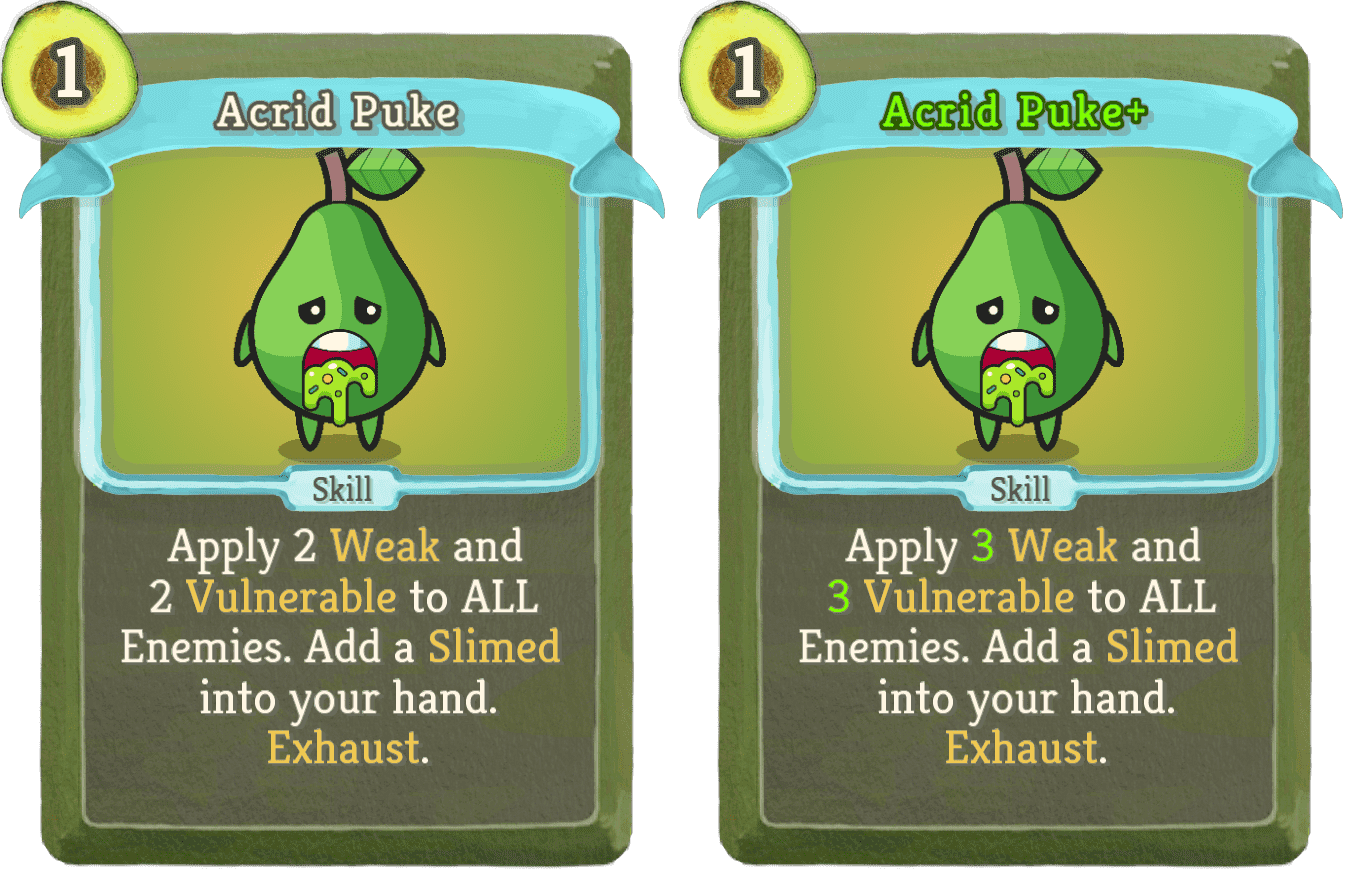 1
Acrid Puke
Skill
Apply 2 Weak and
2 Vulnerable to ALL
Enemies. Add a Slimed
into your hand.
Exhaust.
1
Acrid Puke+
Skill
Apply 3 Weak and
3 Vulnerable to ALL
Enemies. Add a Slimed
into your hand.
Exhaust.